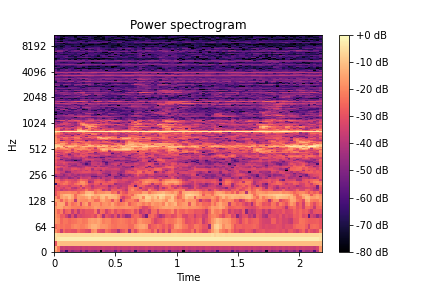 Power spectrogram
8192
4096
2048
1024
512
256
128
64
0
Hz
0 0.5 1 1.5 2
Time
+0 dB
-10 dB
-20 dB
-30 dB
-40 dB
-50 dB
-60 dB
-70 dB
-80 dB